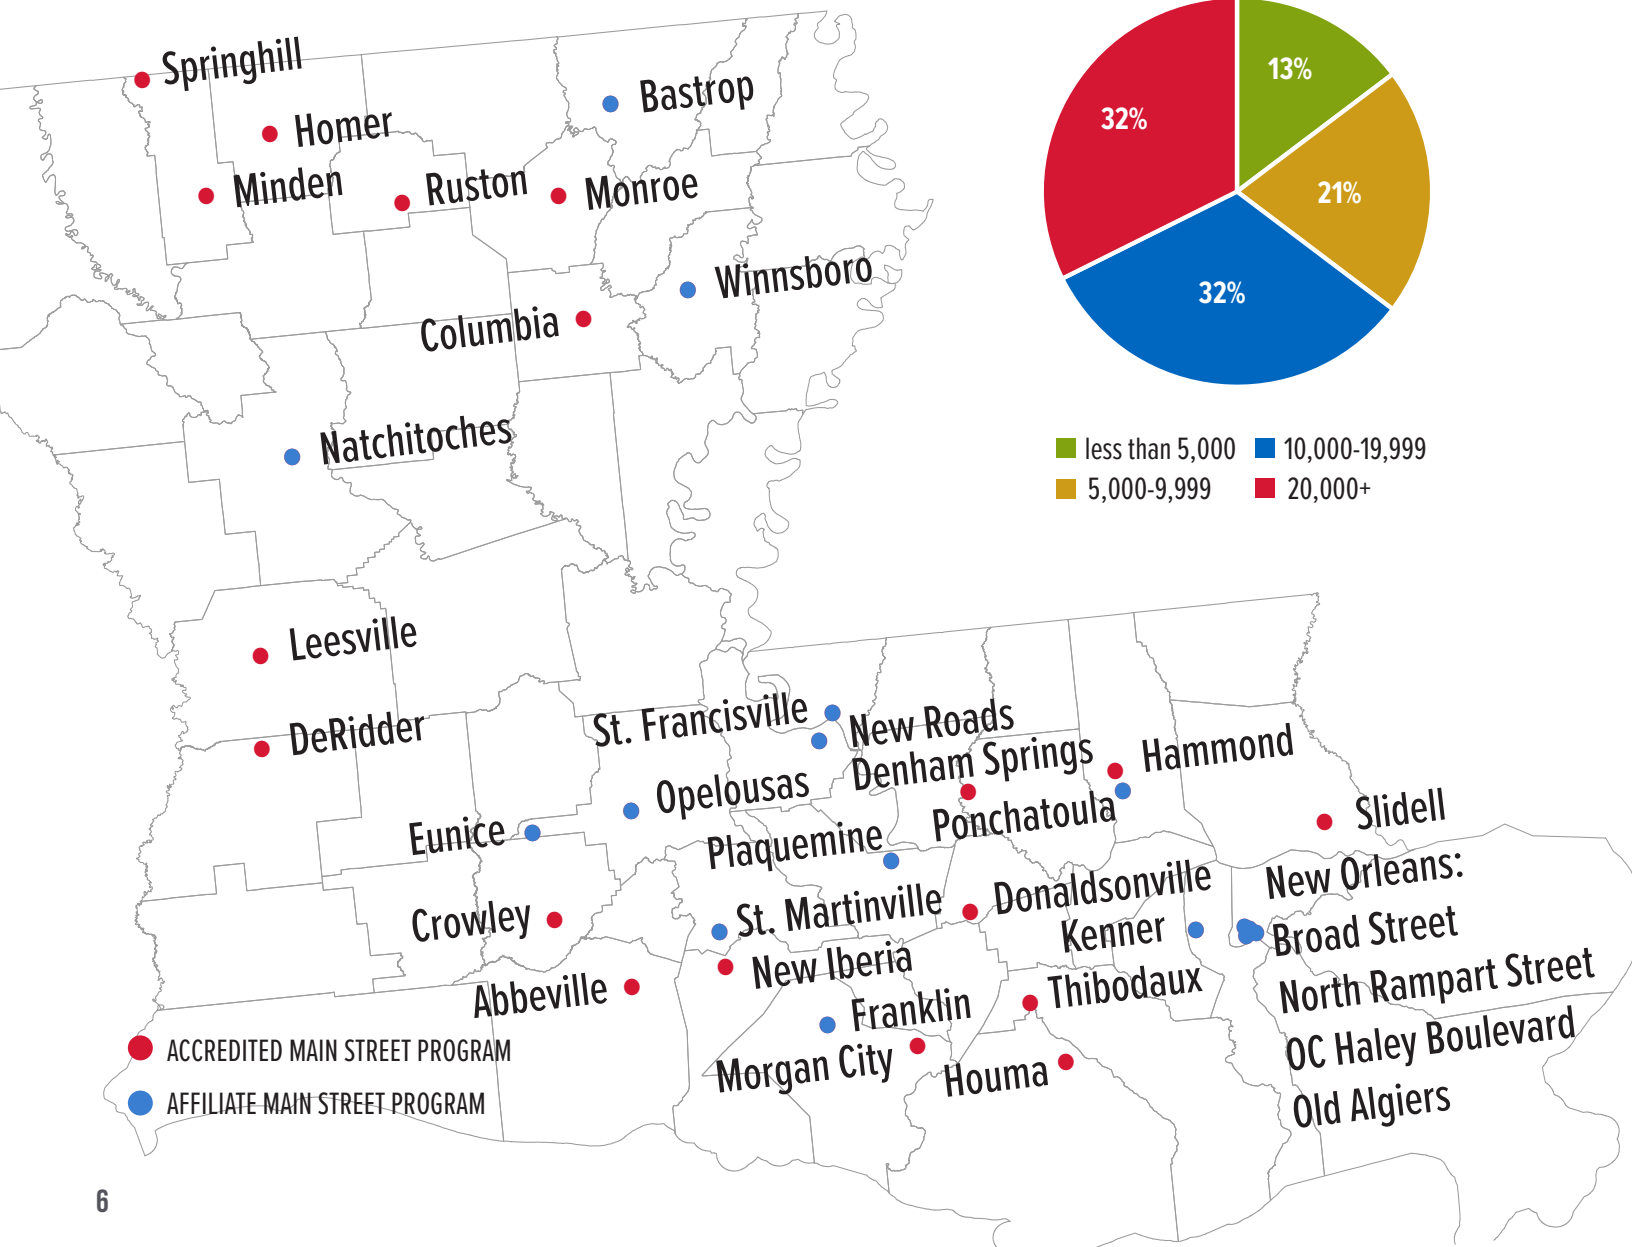 Springhill
Bastrop
Homer
Minden
Ruston
Monroe
Winnsboro
Columbia
Natchitoches
Leesville
DeRidder
13%
32%
21%
32%
less than 5,000
10,000-19,999
5,000-9,999
20,000+
St. Francisville
New Roads
Denham Springs
Hammond
Opelousas
Ponchatoula
Slidell
Eunice
Plaquemine
New Orleans:
Donaldsonville
Crowley
St. Martinville
Kenner
Broad Street
New Iberia
North Rampart Street
Abbeville
Thibodaux
Franklin
OC Haley Boulevard
Morgan City
Houma
Old Algiers
ACCREDITED MAIN STREET PROGRAM
AFFILIATE MAIN STREET PROGRAM
6